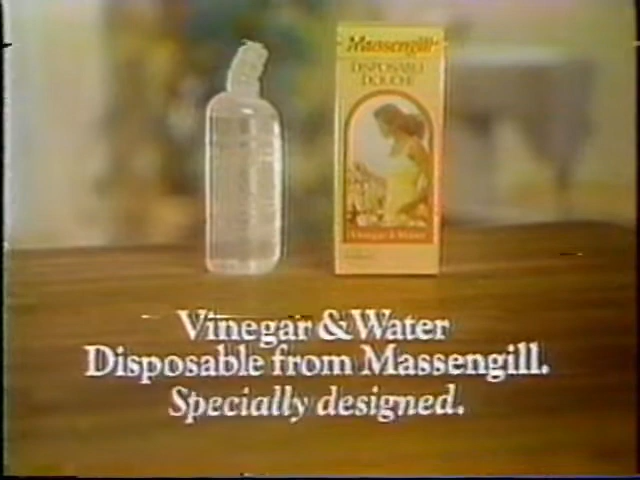 Massengill
DISPOSABLE
DOUCHE
Vinegar & Water
Vinegar & Water
Disposable from Massengill.
Specially designed.